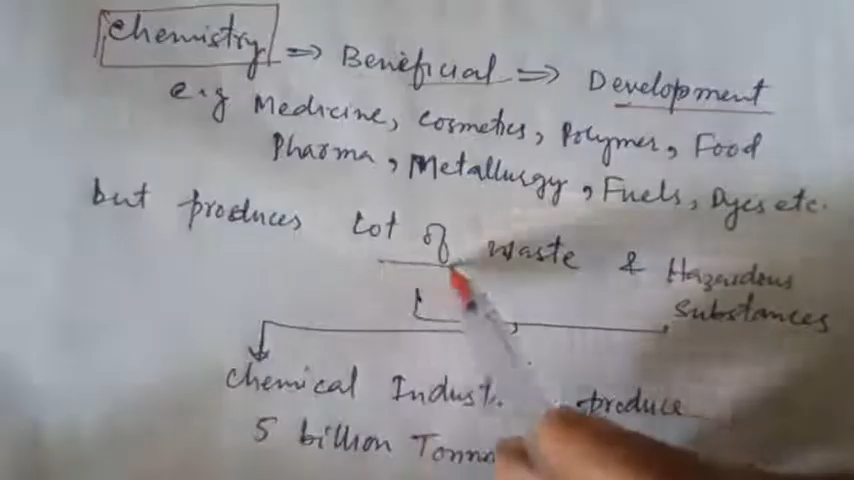 Chemistry => Beneficial => Development
e.g Medicine, Cosmetics, Polymer, Food
Pharma, Metallurgy, Fuels, Dyes etc.
but produces Lot of waste & Hazardous
Substances
Chemical Indust. produce
5 billion Tonn